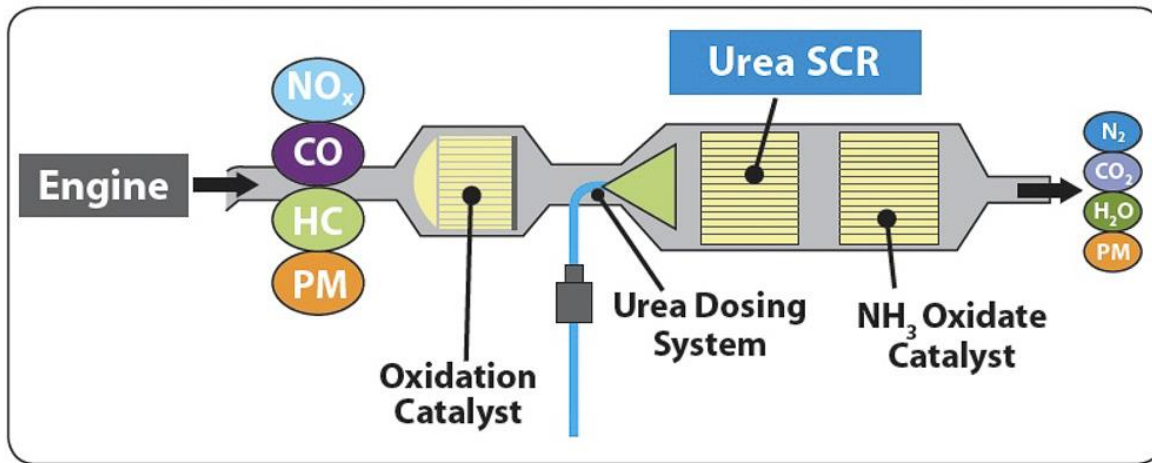 Urea SCR
NOₓ
CO
HC
PM
Engine
N₂
CO₂
H₂O
PM
Oxidation
Catalyst
Urea Dosing
System
NH₃ Oxidate
Catalyst